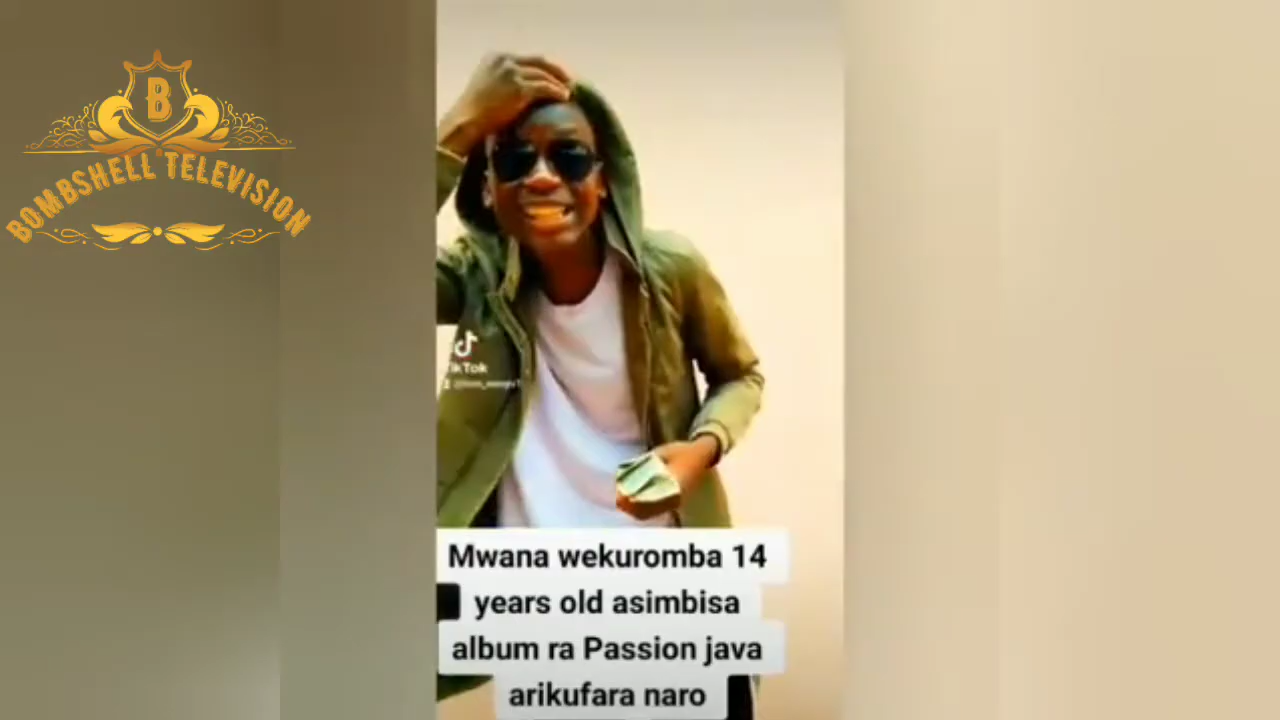 B
BOMBSHELL TELEVISION
TikTok
Mwana wekuromba 14
years old asimbisa
album ra Passion java
arikufara naro